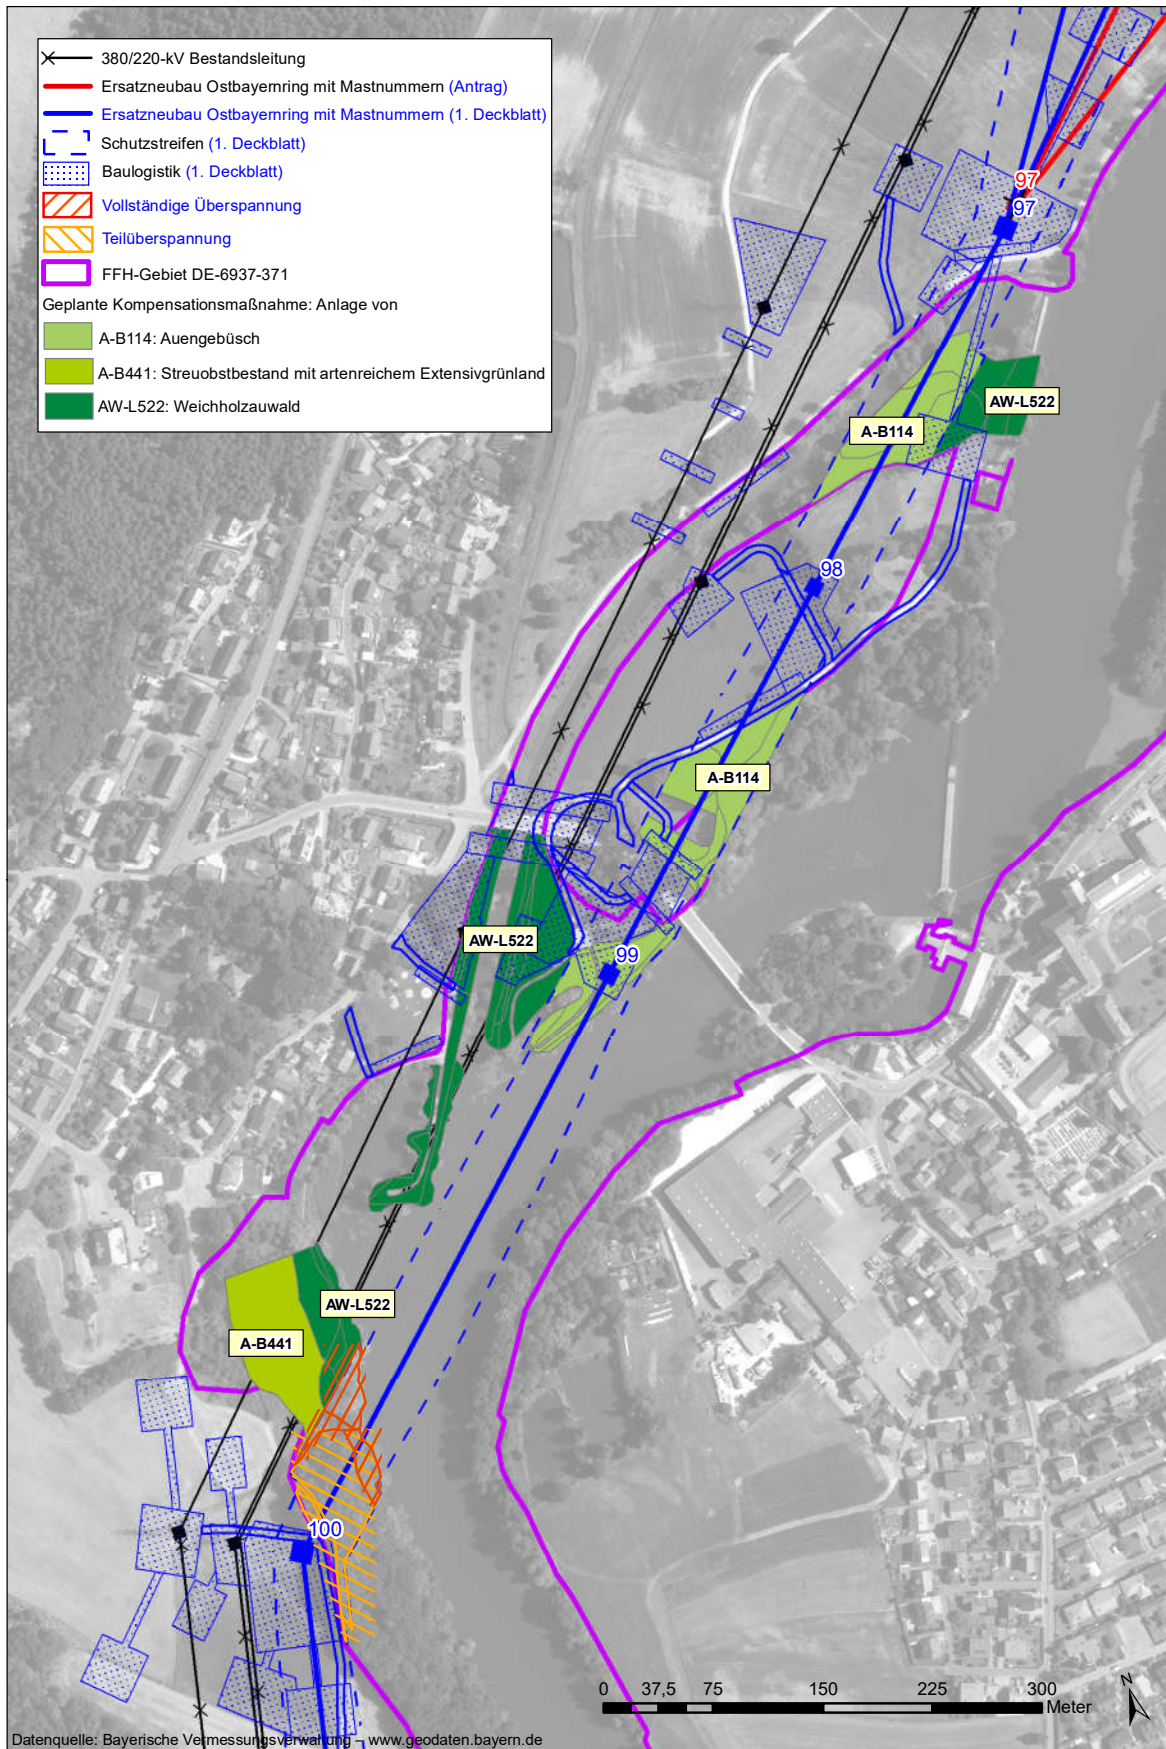 380/220-kV Bestandsleitung
Ersatzneubau Ostbayernring mit Mastnummern (Antrag)
Ersatzneubau Ostbayernring mit Mastnummern (1. Deckblatt)
Schutzstreifen (1. Deckblatt)
Baulogistik (1. Deckblatt)
Vollständige Überspannung
Teilüberspannung
FFH-Gebiet DE-6937-371
Geplante Kompensationsmaßnahme: Anlage von
A-B114: Auengebüsch
A-B441: Streuobstbestand mit artenreichem Extensivgrünland
AW-L522: Weichholzauwald
97
97
AW-L522
A-B114
98
A-B114
AW-L522
99
AW-L522
A-B441
100
0 37,5 75 150 225 300
Meter
N
Datenquelle: Bayerische Vermessungsverwaltung – www.geodaten.bayern.de